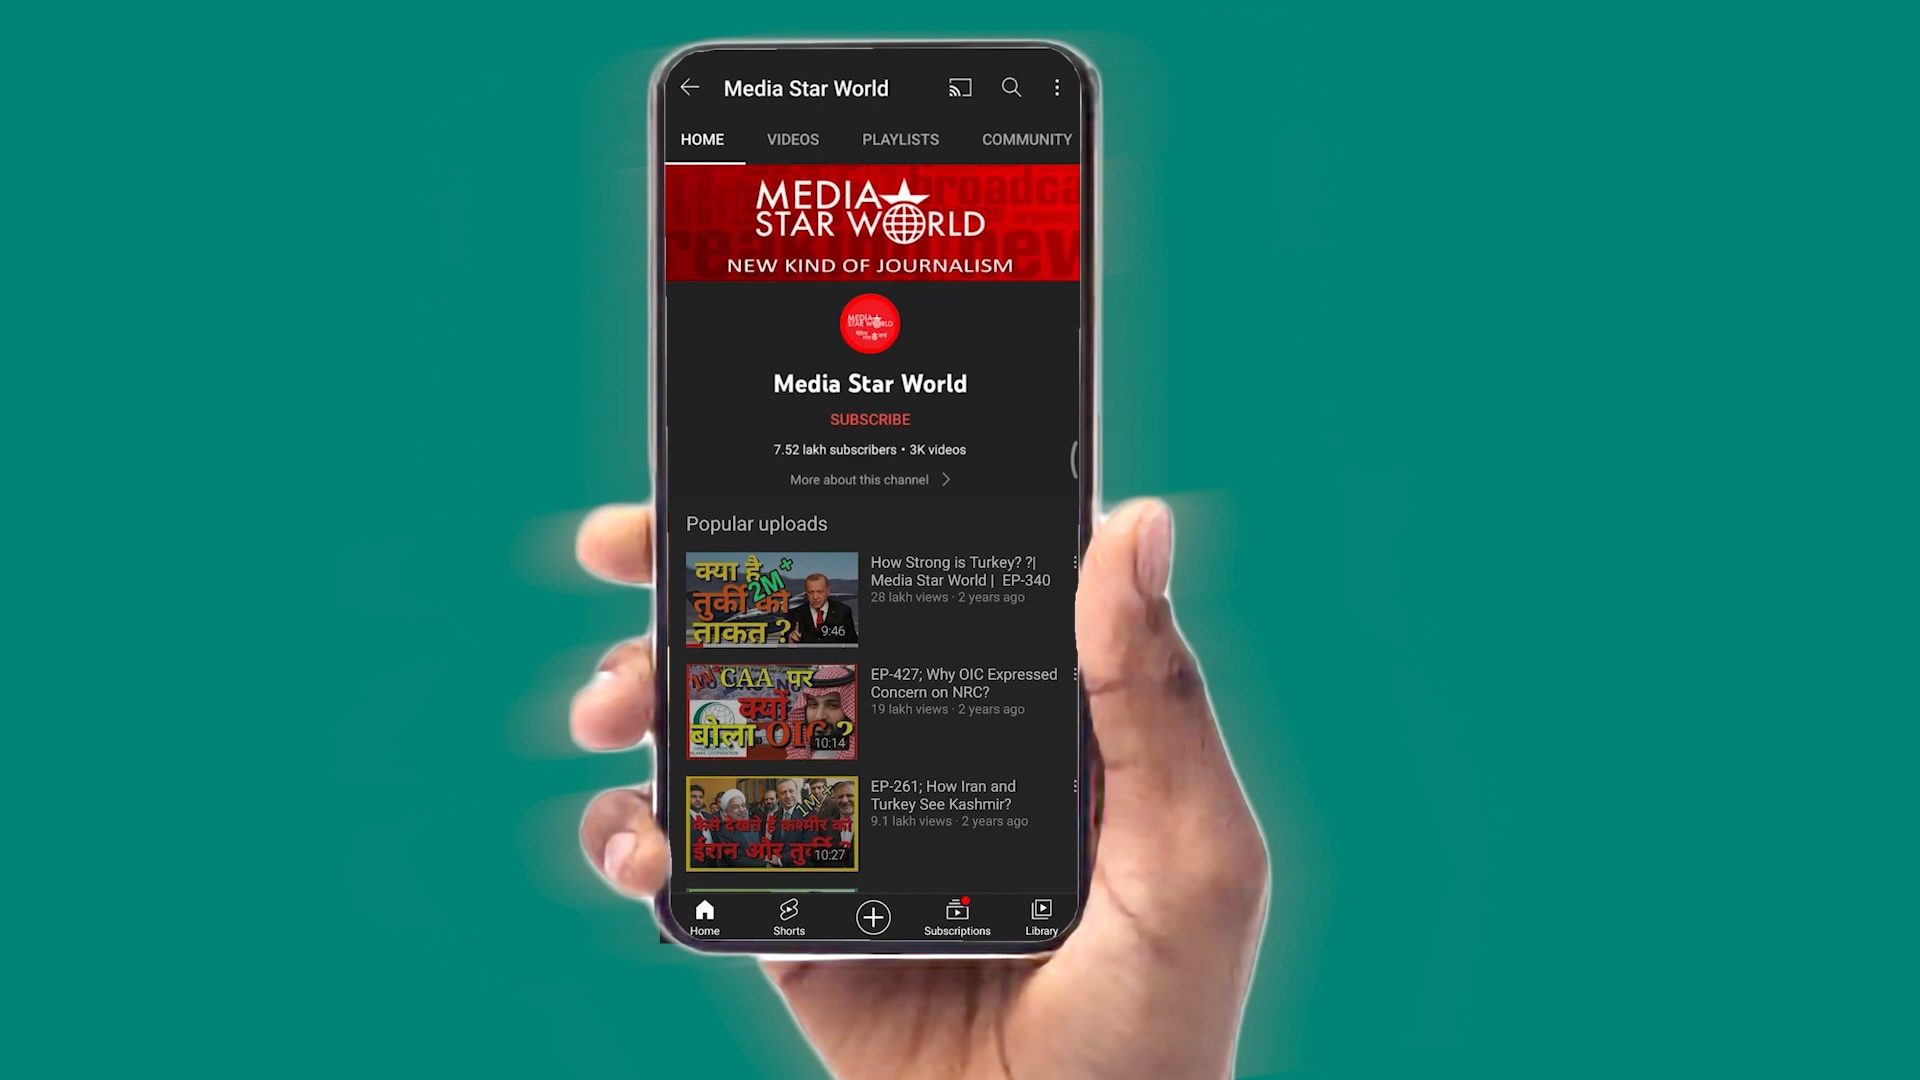 Media Star World
HOME VIDEOS PLAYLISTS COMMUNITY
MEDIA
STAR WORLD
NEW KIND OF JOURNALISM
MEDIA
STAR WORLD
Media Star World
SUBSCRIBE
7.52 lakh subscribers • 3K videos
More about this channel
Popular uploads
क्या है
2M+
तुर्की की
ताकत ?
9:46
How Strong is Turkey? ?|
Media Star World | EP-340
28 lakh views · 2 years ago
CAA पर
क्यों
बोला OIC ?
10:14
EP-427; Why OIC Expressed
Concern on NRC?
19 lakh views · 2 years ago
1M+
कैसे देखते हैं कश्मीर को
ईरान और
10:27
EP-261; How Iran and
Turkey See Kashmir?
9.1 lakh views · 2 years ago
Home Shorts Subscriptions Library